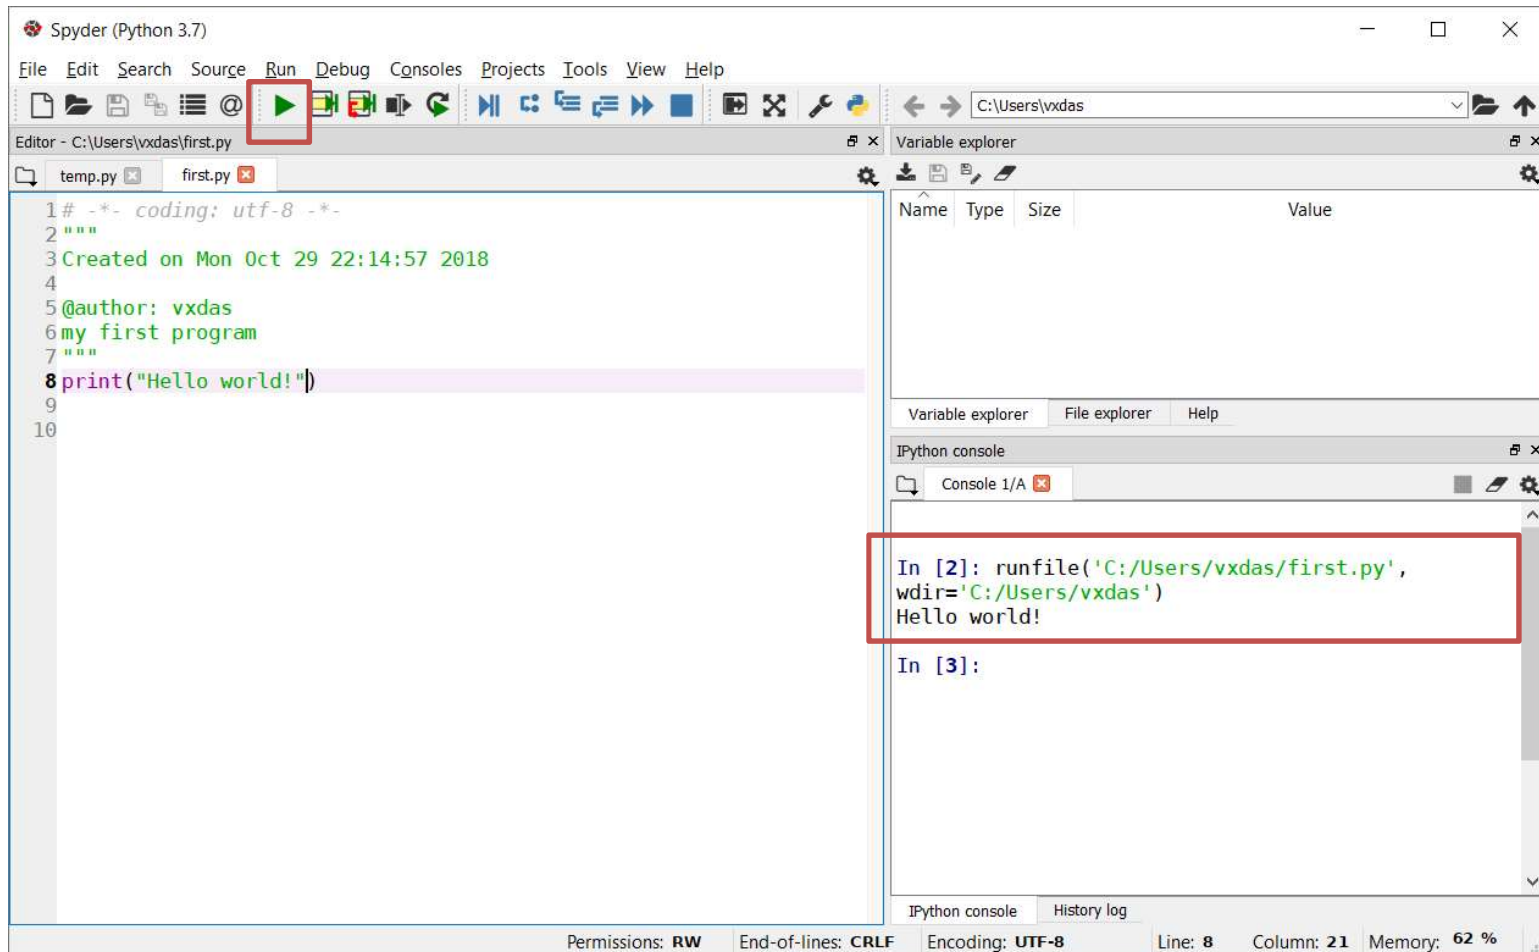 Spyder (Python 3.7)
File Edit Search Source Run Debug Consoles Projects Tools View Help
C:\Users\vxdas
Editor - C:\Users\vxdas\first.py
temp.py first.py
1 # -*- coding: utf-8 -*-
2 """
3 Created on Mon Oct 29 22:14:57 2018
4
5 @author: vxdas
6 my first program
7 """
8 print("Hello world!")
9
10
Variable explorer
Name Type Size Value
Variable explorer File explorer Help
IPython console
Console 1/A
In [2]: runfile('C:/Users/vxdas/first.py',
wdir='C:/Users/vxdas')
Hello world!
In [3]:
IPython console History log
Permissions: RW End-of-lines: CRLF Encoding: UTF-8 Line: 8 Column: 21 Memory: 62 %